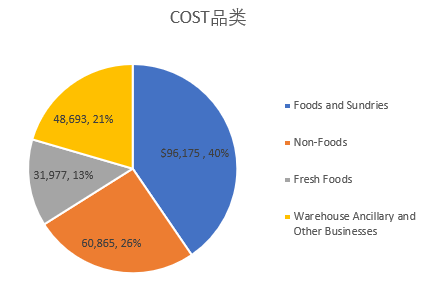 COST品类
$96,175 , 40%
60,865, 26%
31,977, 13%
48,693, 21%
Foods and Sundries
Non-Foods
Fresh Foods
Warehouse Ancillary and
Other Businesses